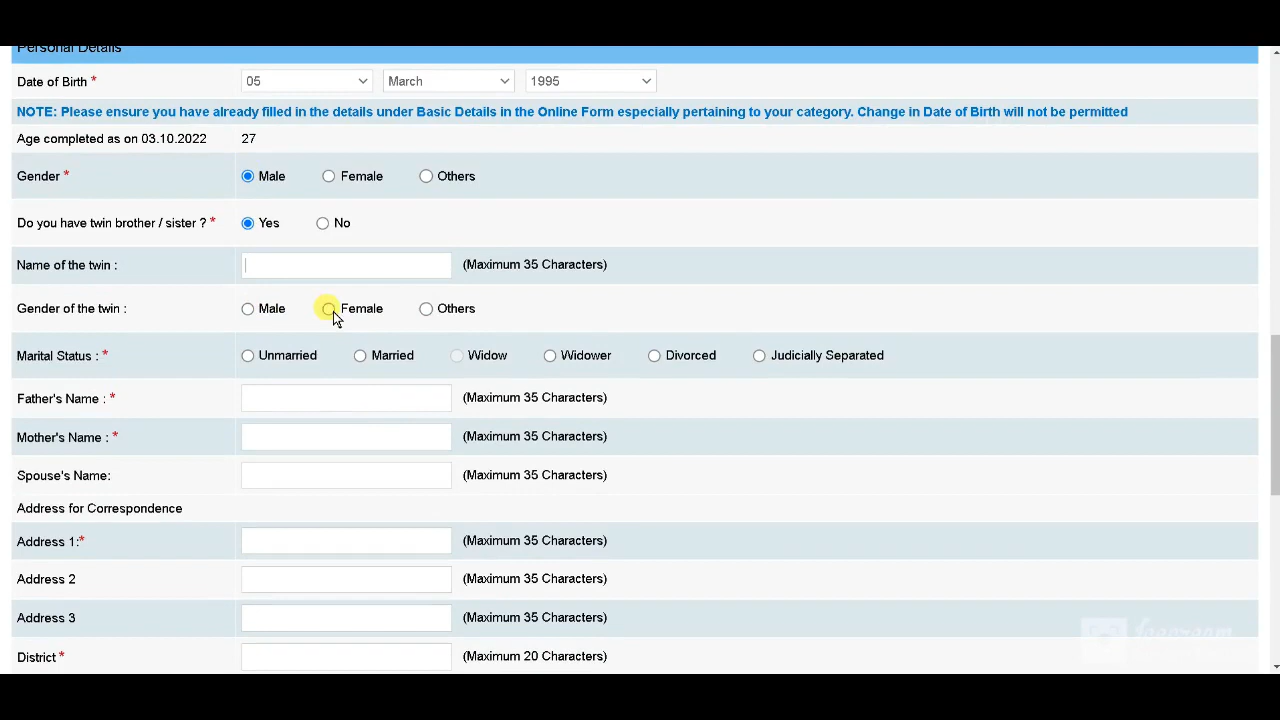 Personal Details
Date of Birth * 05 March 1995
NOTE: Please ensure you have already filled in the details under Basic Details in the Online Form especially pertaining to your category. Change in Date of Birth will not be permitted
Age completed as on 03.10.2022 27
Gender * Male Female Others
Do you have twin brother / sister ? * Yes No
Name of the twin : (Maximum 35 Characters)
Gender of the twin : Male Female Others
Marital Status : * Unmarried Married Widow Widower Divorced Judicially Separated
Father's Name : * (Maximum 35 Characters)
Mother's Name : * (Maximum 35 Characters)
Spouse's Name: (Maximum 35 Characters)
Address for Correspondence
Address 1:* (Maximum 35 Characters)
Address 2 (Maximum 35 Characters)
Address 3 (Maximum 35 Characters)
District * (Maximum 20 Characters)